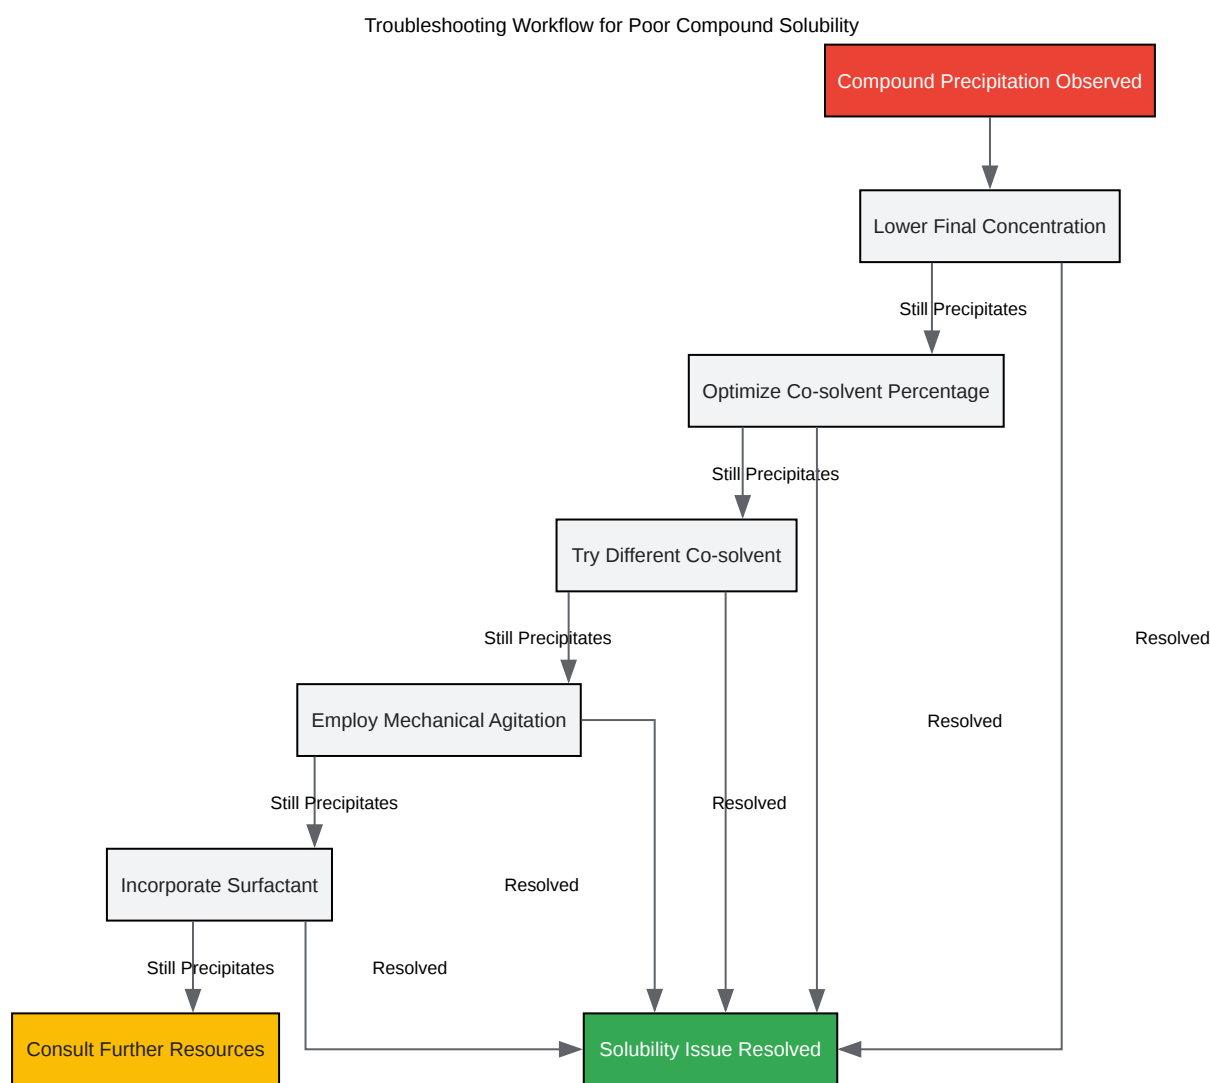 Troubleshooting Workflow for Poor Compound Solubility
Compound Precipitation Observed
Lower Final Concentration
Still Precipitates
Optimize Co-solvent Percentage
Still Precipitates
Try Different Co-solvent
Still Precipitates
Resolved
Employ Mechanical Agitation
Resolved
Still Precipitates
Resolved
Incorporate Surfactant
Resolved
Still Precipitates
Resolved
Consult Further Resources
Solubility Issue Resolved